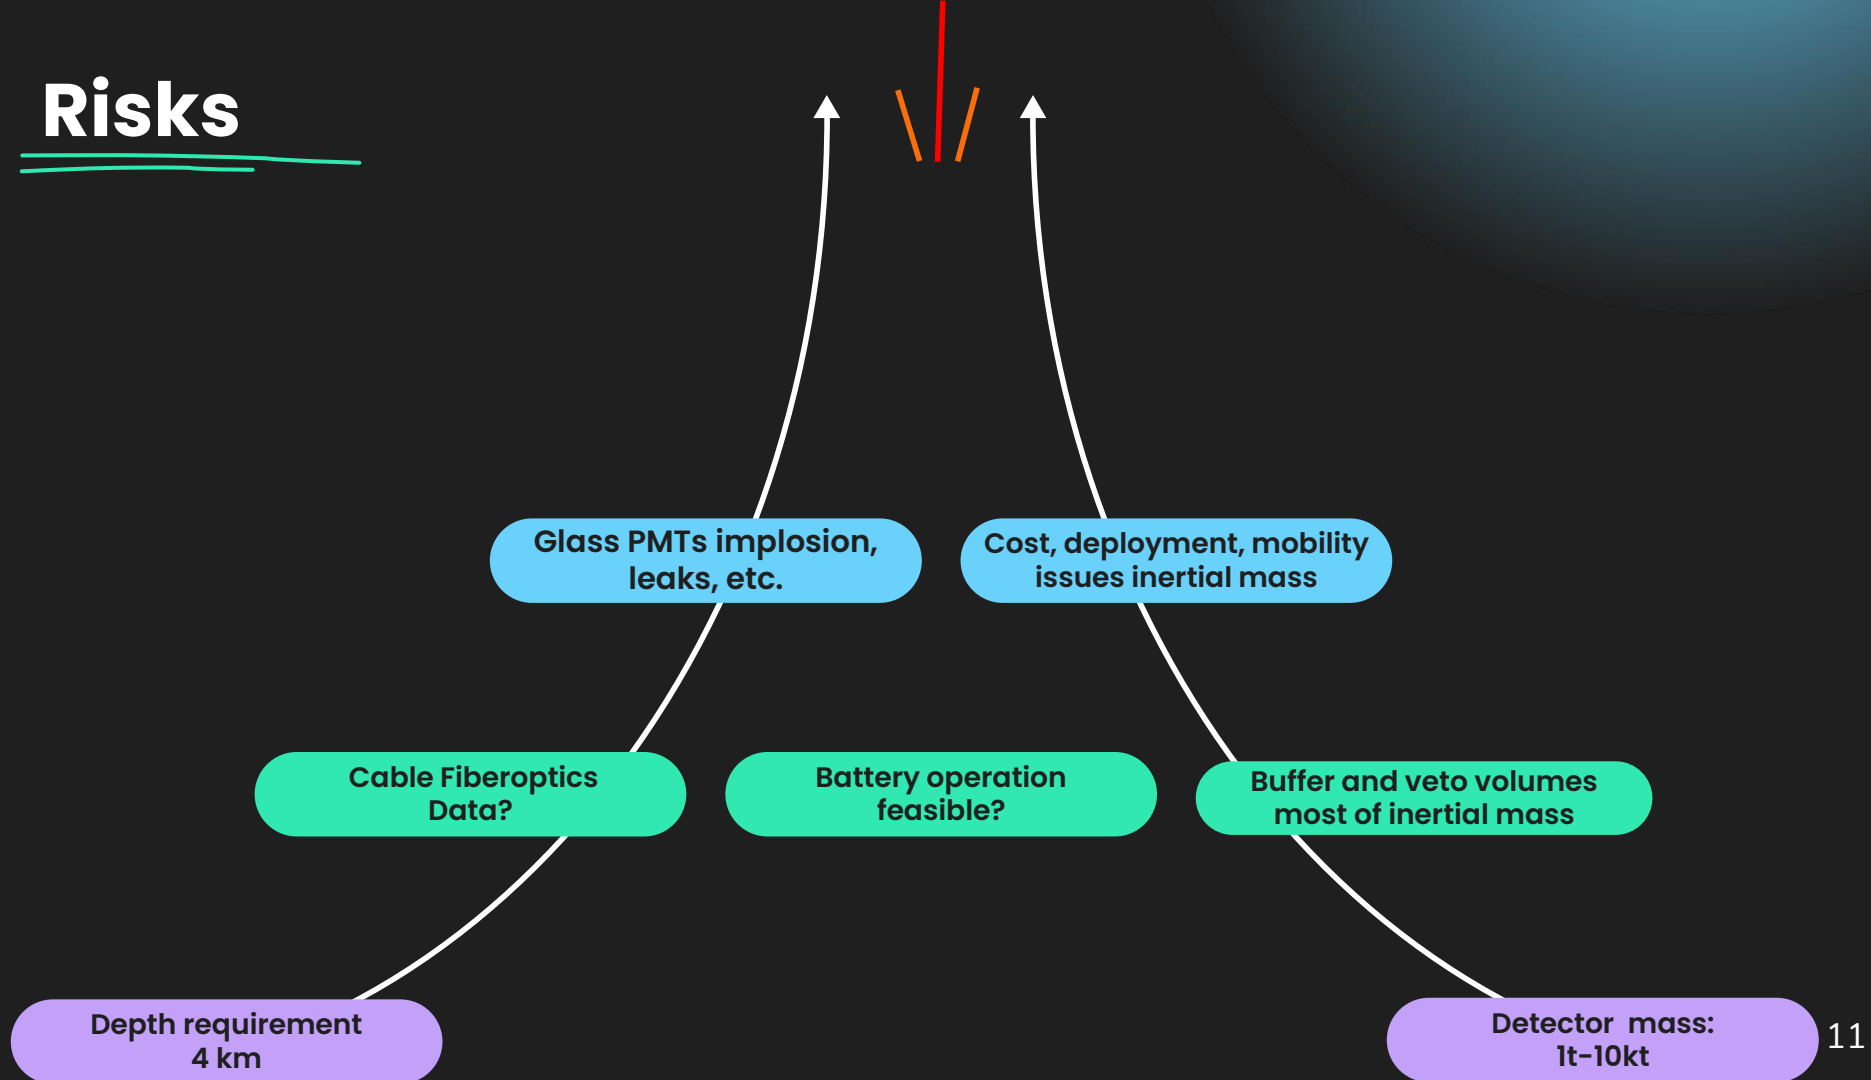 Risks
Glass PMTs implosion,
leaks, etc.
Cost, deployment, mobility
issues inertial mass
Cable Fiberoptics
Data?
Battery operation
feasible?
Buffer and veto volumes
most of inertial mass
Depth requirement
4 km
Detector  mass:
1t-10kt
11